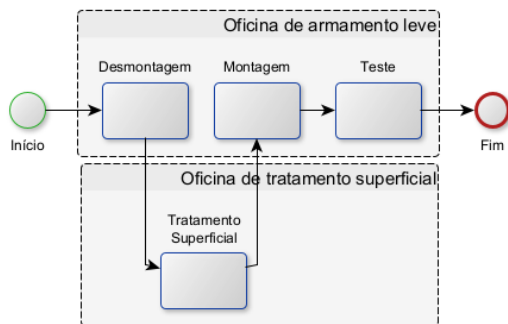 Oficina de armamento leve
Desmontagem
Montagem
Teste
Início
Fim
Oficina de tratamento superficial
Tratamento
Superficial